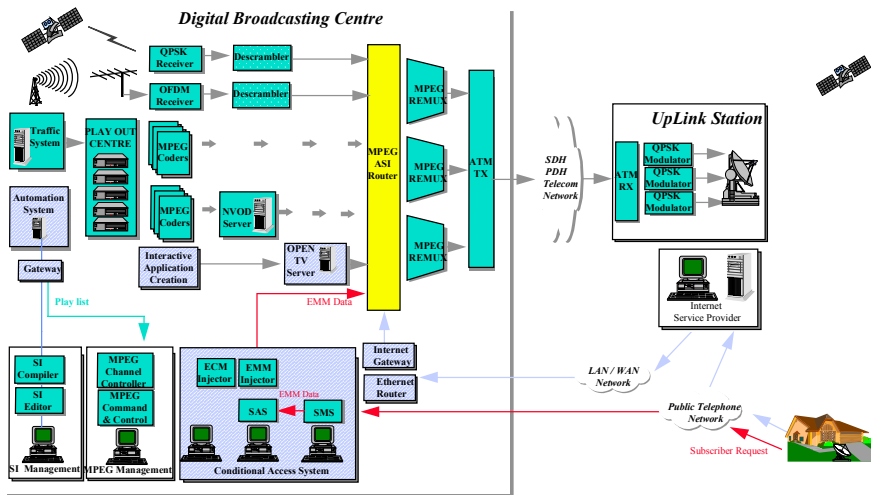 Digital Broadcasting Centre
QPSK
Receiver
Descrambler
OFDM
Receiver
Descrambler
MPEG
REMUX
Traffic
System
PLAY OUT
CENTRE
MPEG
Coders
MPEG
ASI
Router
MPEG
REMUX
ATM
TX
SDH
PDH
Telecom
Network
UpLink Station
ATM
RX
QPSK
Modulator
QPSK
Modulator
QPSK
Modulator
Automation
System
MPEG
Coders
NVOD
Server
MPEG
REMUX
Gateway
Interactive
Application
Creation
OPEN
TV
Server
Internet
Service Provider
Play list
EMM Data
SI
Compiler
SI
Editor
SI Management
MPEG
Channel
Controller
MPEG
Command
& Control
MPEG Management
ECM
Injector
EMM
Injector
EMM Data
SAS
SMS
Conditional Access System
Internet
Gateway
Ethernet
Router
LAN / WAN
Network
Public Telephone
Network
Subscriber Request